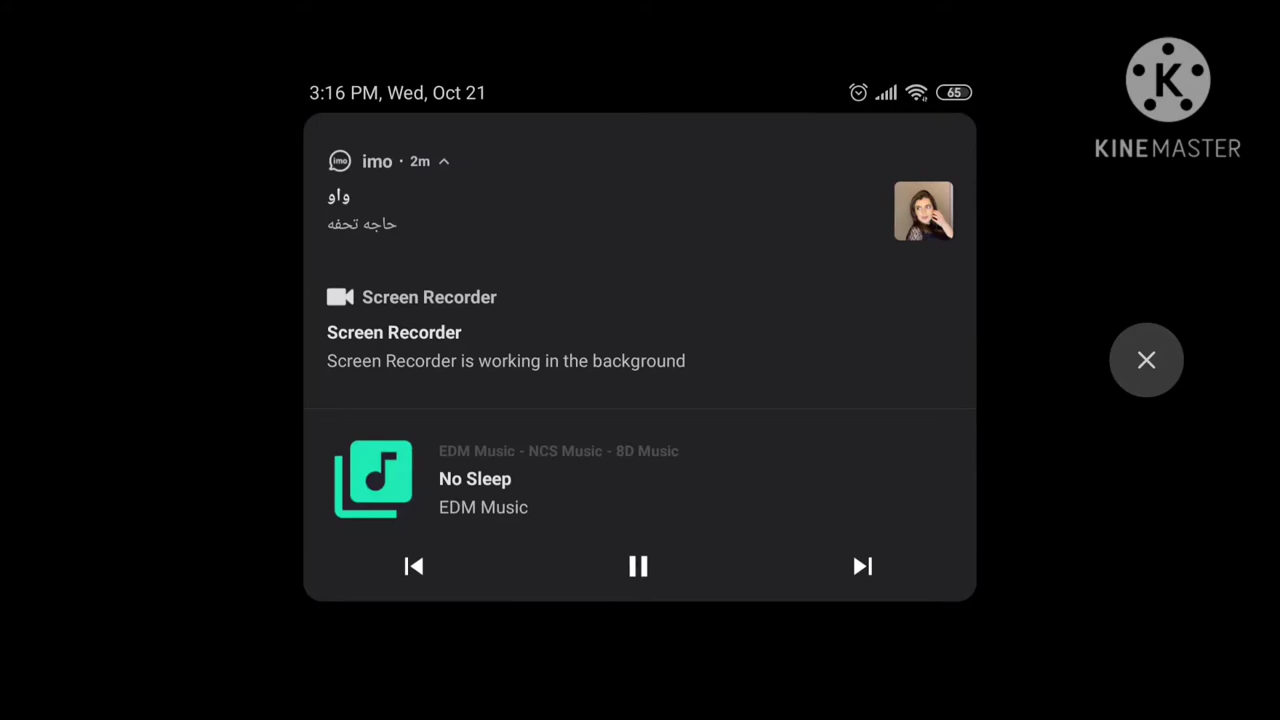 3:16 PM, Wed, Oct 21
65
K
KINEMASTER
imo
imo · 2m
واو
حاجه تحفه
Screen Recorder
Screen Recorder
Screen Recorder is working in the background
EDM Music - NCS Music - 8D Music
No Sleep
EDM Music